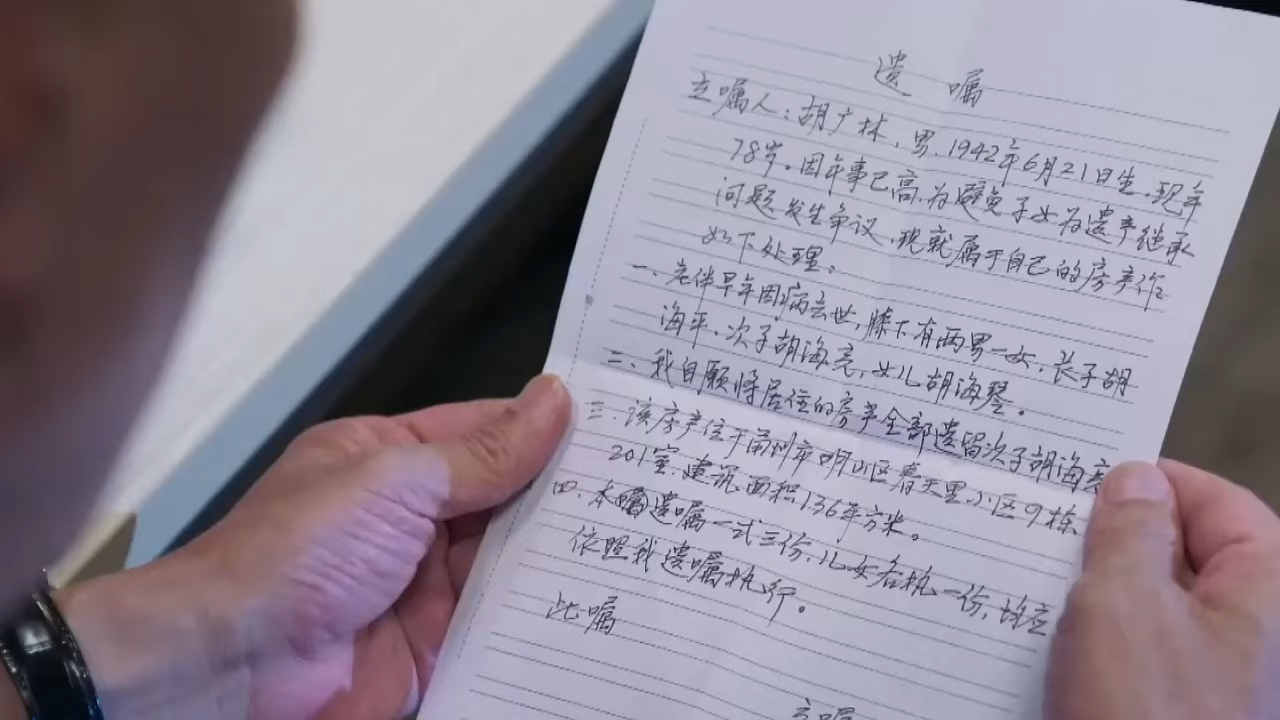 遗 嘱
立嘱人：胡广林，男，1942年6月21日生，现年
78岁。因年事已高，为避免子女为遗产继承
问题发生争议，现就属于自己的房产作
如下处理：
一、老伴早年因病去世，膝下有两男一女，长子胡
海平、次子胡海亮，女儿胡海琴。
二、我自愿将居住的房产全部遗留次子胡海亮
三、该房产位于南州市明山区春天里小区9栋
201室，建筑面积136平方米。
四、本遗嘱一式三份，儿女各执一份，均应
依照我遗嘱执行。
此嘱
立嘱